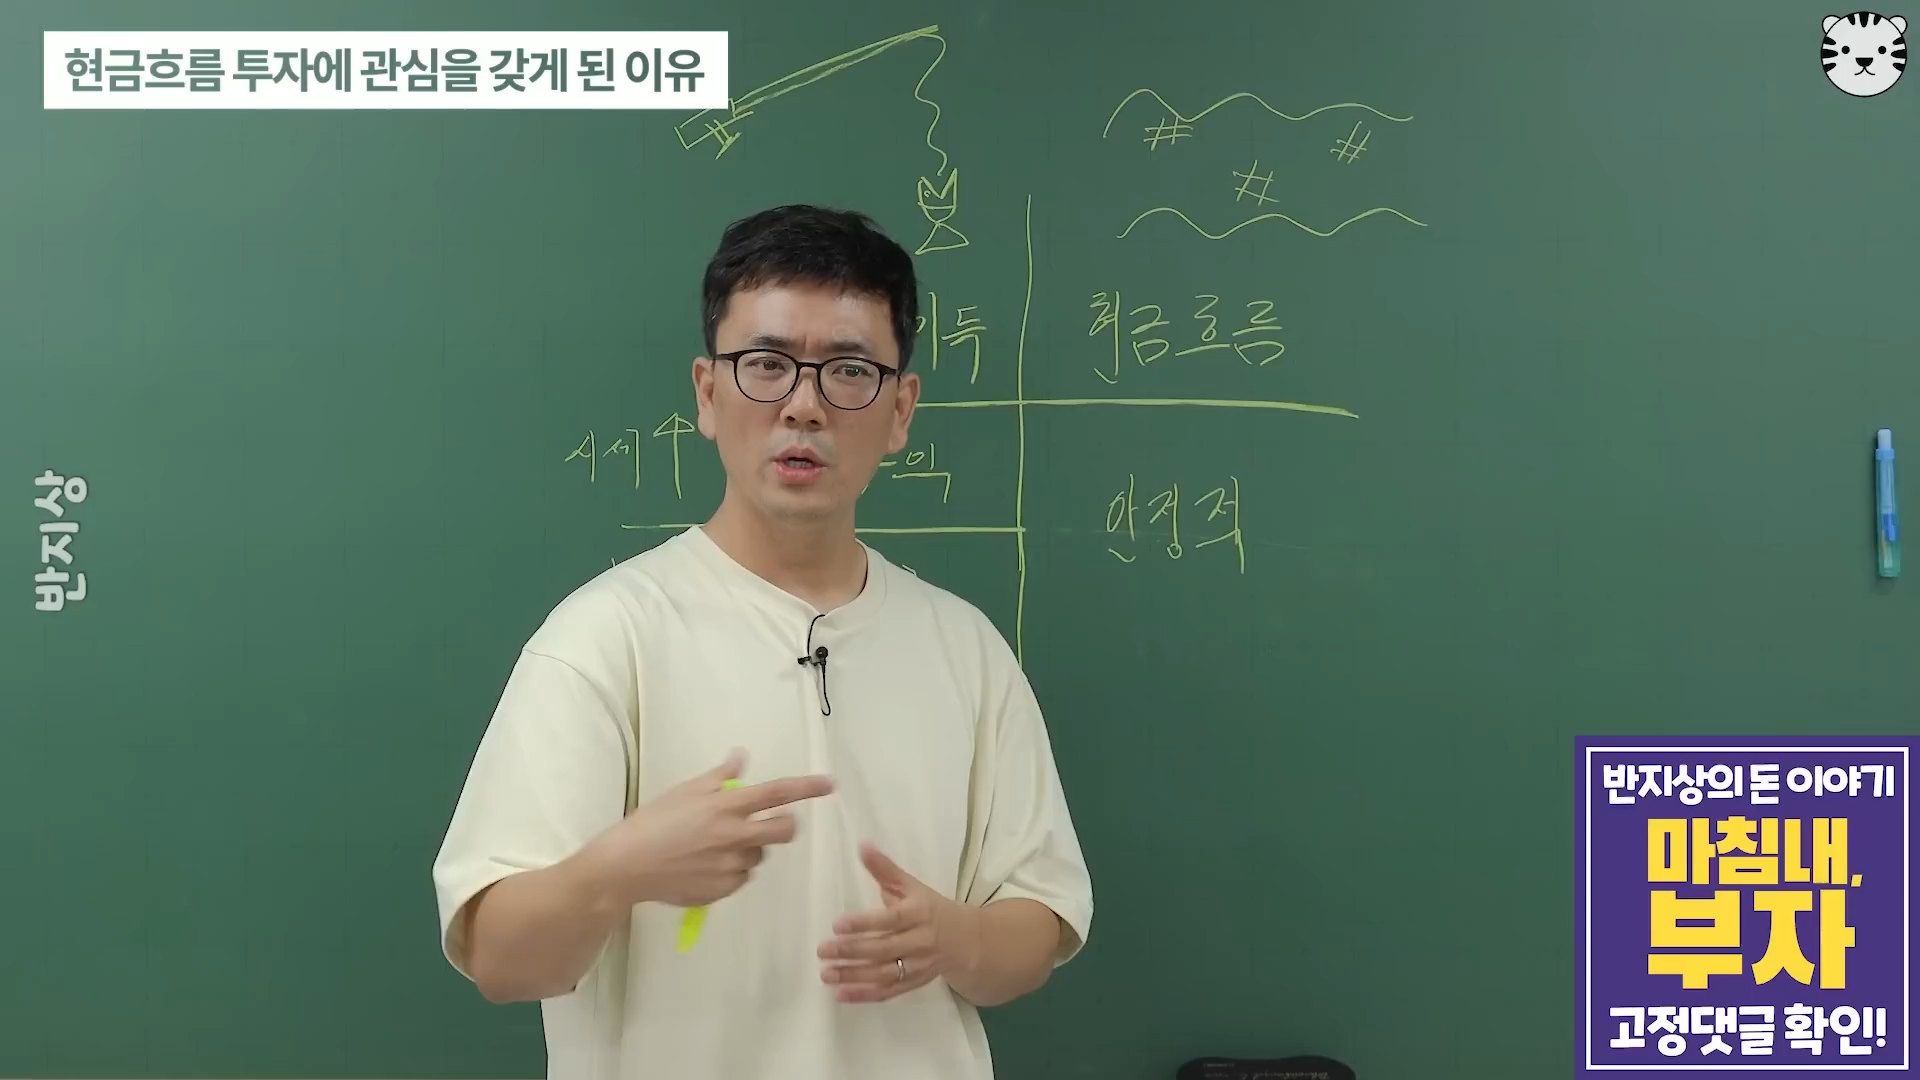 현금흐름 투자에 관심을 갖게 된 이유
이득
현금흐름
시세
안정적
반지상
반지상의 돈 이야기
마침내,
부자
고정댓글 확인!